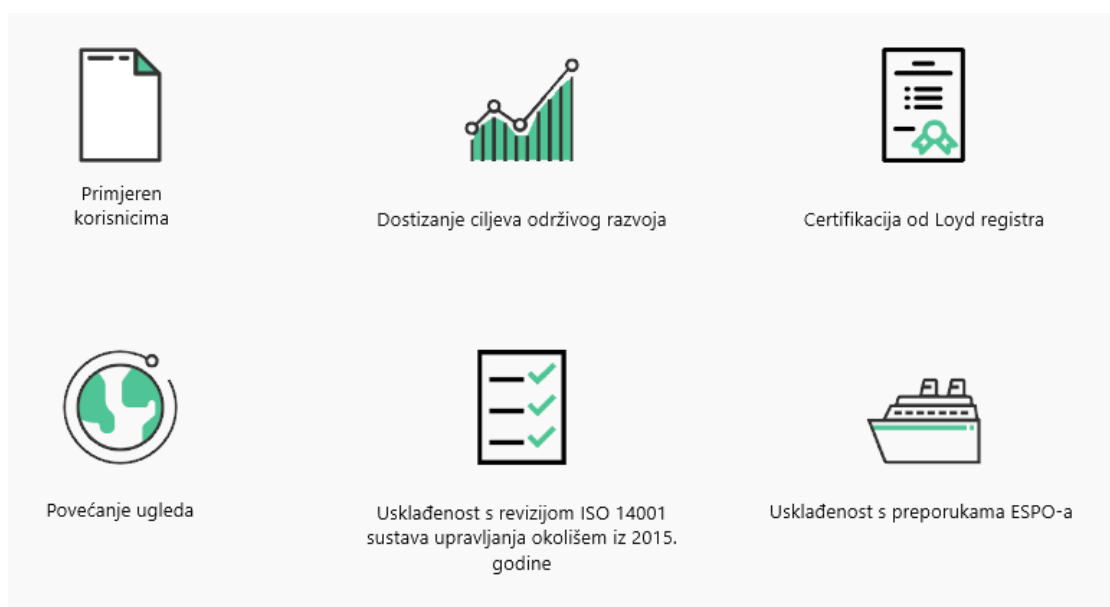 Primjeren
korisnicima
Dostizanje ciljeva održivog razvoja
Certifikacija od Loyd registra
Povećanje ugleda
Usklađenost s revizijom ISO 14001
sustava upravljanja okolišem iz 2015.
godine
Usklađenost s preporukama ESPO-a